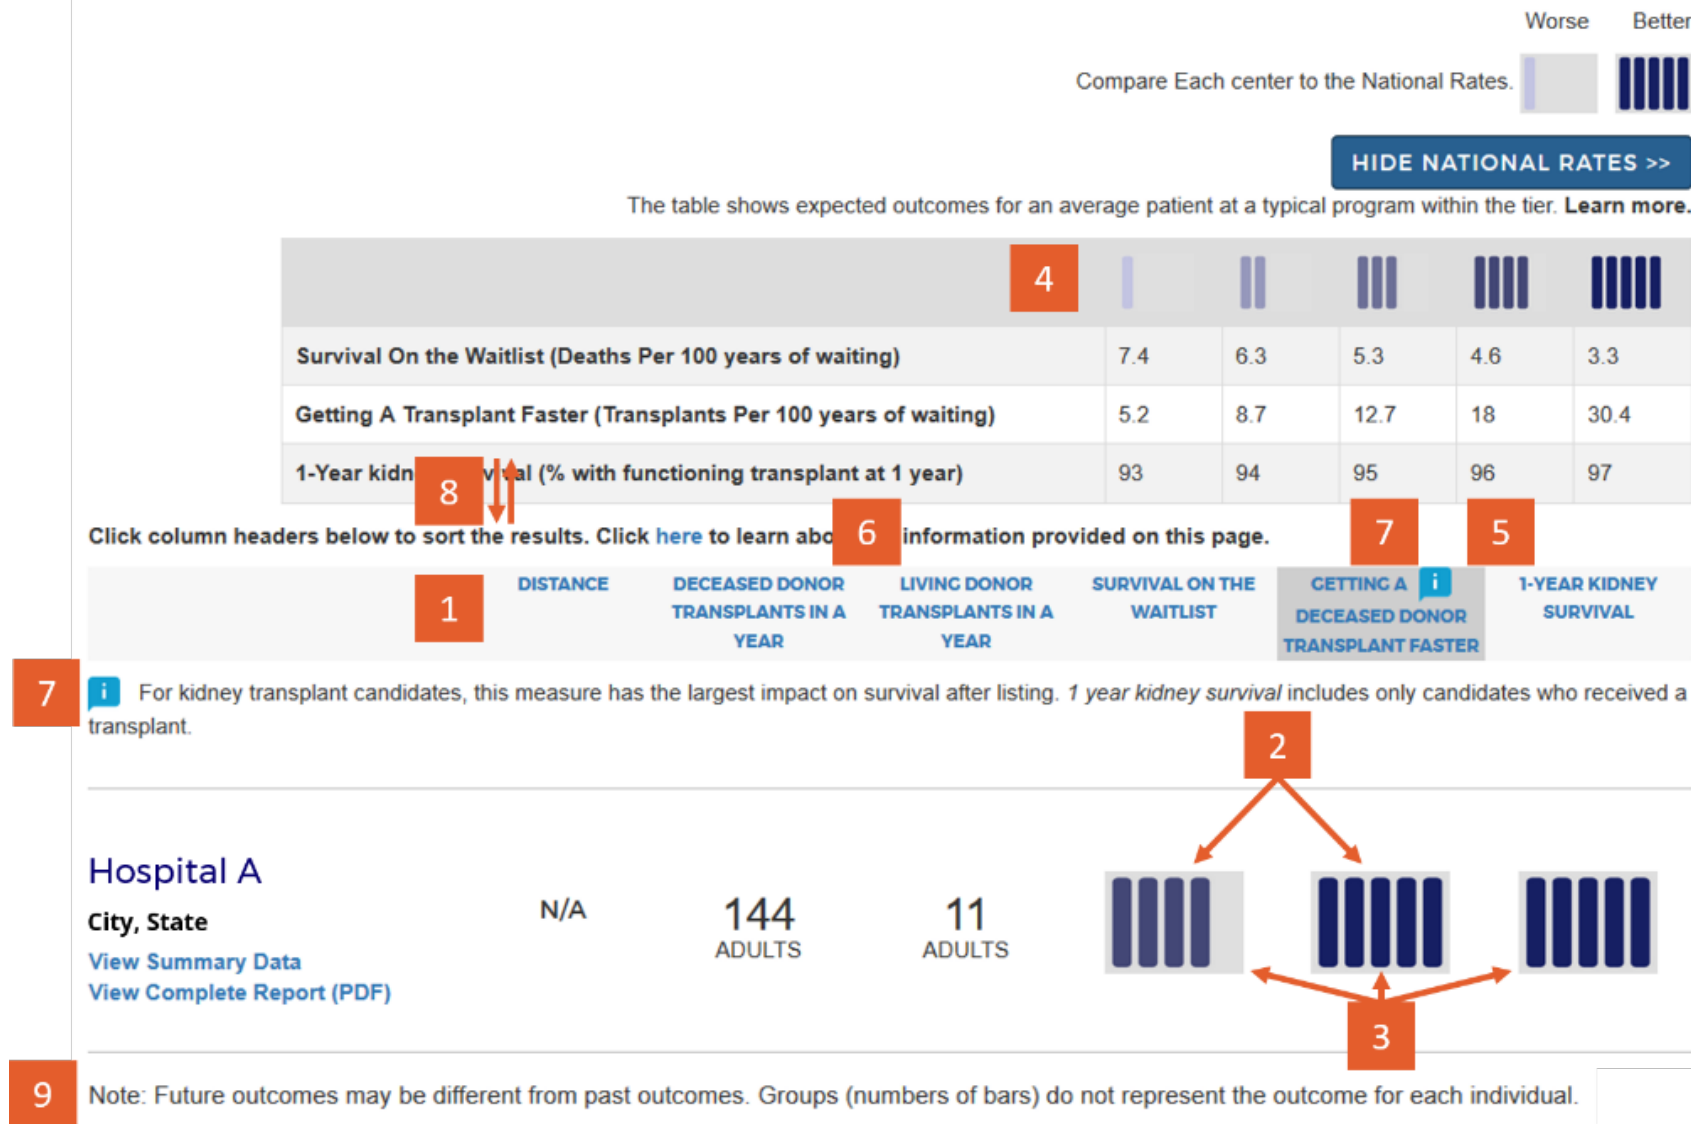 Worse Better
Compare Each center to the National Rates.
HIDE NATIONAL RATES >>
The table shows expected outcomes for an average patient at a typical program within the tier. Learn more.
4
Survival On the Waitlist (Deaths Per 100 years of waiting) 7.4 6.3 5.3 4.6 3.3
Getting A Transplant Faster (Transplants Per 100 years of waiting) 5.2 8.7 12.7 18 30.4
1-Year kidn 8 val (% with functioning transplant at 1 year) 93 94 95 96 97
Click column headers below to sort the results. Click here to learn abo 6 information provided on this page. 7 5
1
DISTANCE
DECEASED DONOR
TRANSPLANTS IN A
YEAR
LIVING DONOR
TRANSPLANTS IN A
YEAR
SURVIVAL ON THE
WAITLIST
GETTING A i
DECEASED DONOR
TRANSPLANT FASTER
1-YEAR KIDNEY
SURVIVAL
7 i For kidney transplant candidates, this measure has the largest impact on survival after listing. 1 year kidney survival includes only candidates who received a
transplant.
2
Hospital A
City, State
View Summary Data
View Complete Report (PDF)
N/A
144
ADULTS
11
ADULTS
3
9 Note: Future outcomes may be different from past outcomes. Groups (numbers of bars) do not represent the outcome for each individual.